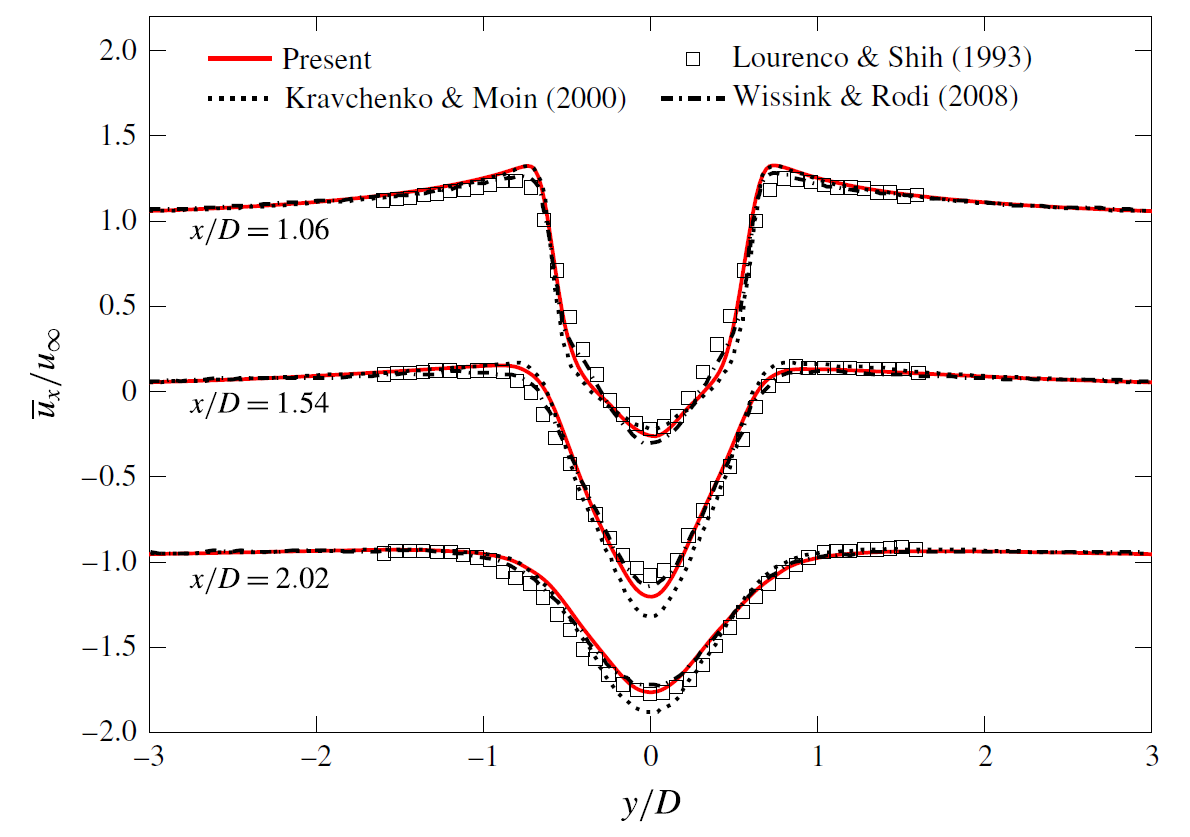 2.0
Present
Lourenco & Shih (1993)
Kravchenko & Moin (2000)
Wissink & Rodi (2008)
1.5
1.0
x/D = 1.06
0.5
u̅ₓ/u∞
0
x/D = 1.54
–0.5
–1.0
x/D = 2.02
–1.5
–2.0
–3 –2 –1 0 1 2 3
y/D